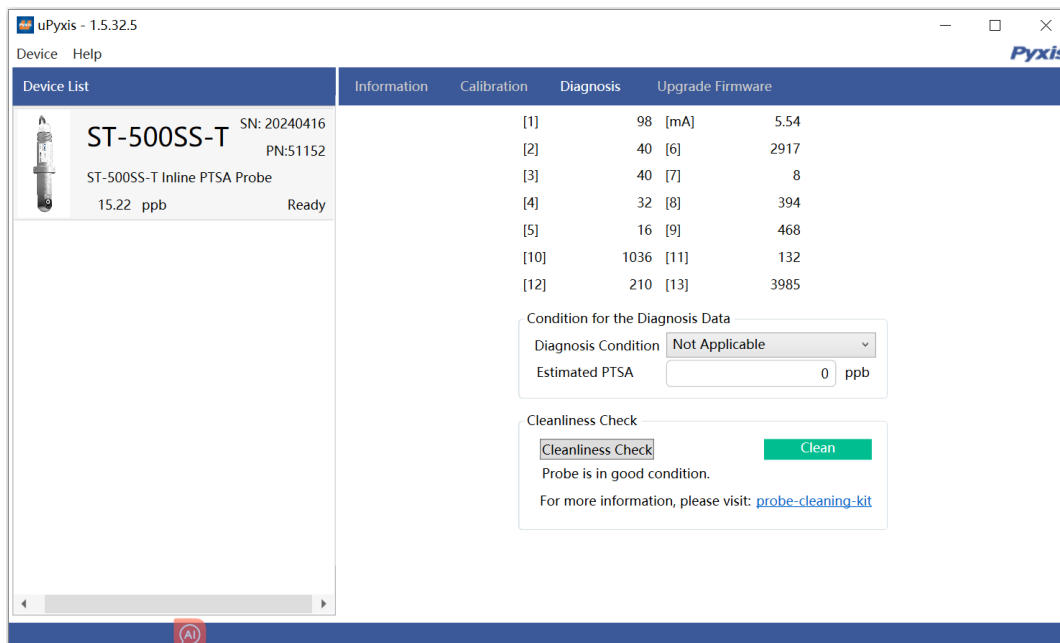 uPyxis - 1.5.32.5
Device Help
Pyxis
Device List
Information Calibration Diagnosis Upgrade Firmware
ST-500SS-T
SN: 20240416
PN:51152
ST-500SS-T Inline PTSA Probe
15.22 ppb Ready
[1] 98 [mA] 5.54
[2] 40 [6] 2917
[3] 40 [7] 8
[4] 32 [8] 394
[5] 16 [9] 468
[10] 1036 [11] 132
[12] 210 [13] 3985
Condition for the Diagnosis Data
Diagnosis Condition Not Applicable
Estimated PTSA 0 ppb
Cleanliness Check
Cleanliness Check Clean
Probe is in good condition.
For more information, please visit: probe-cleaning-kit
AI